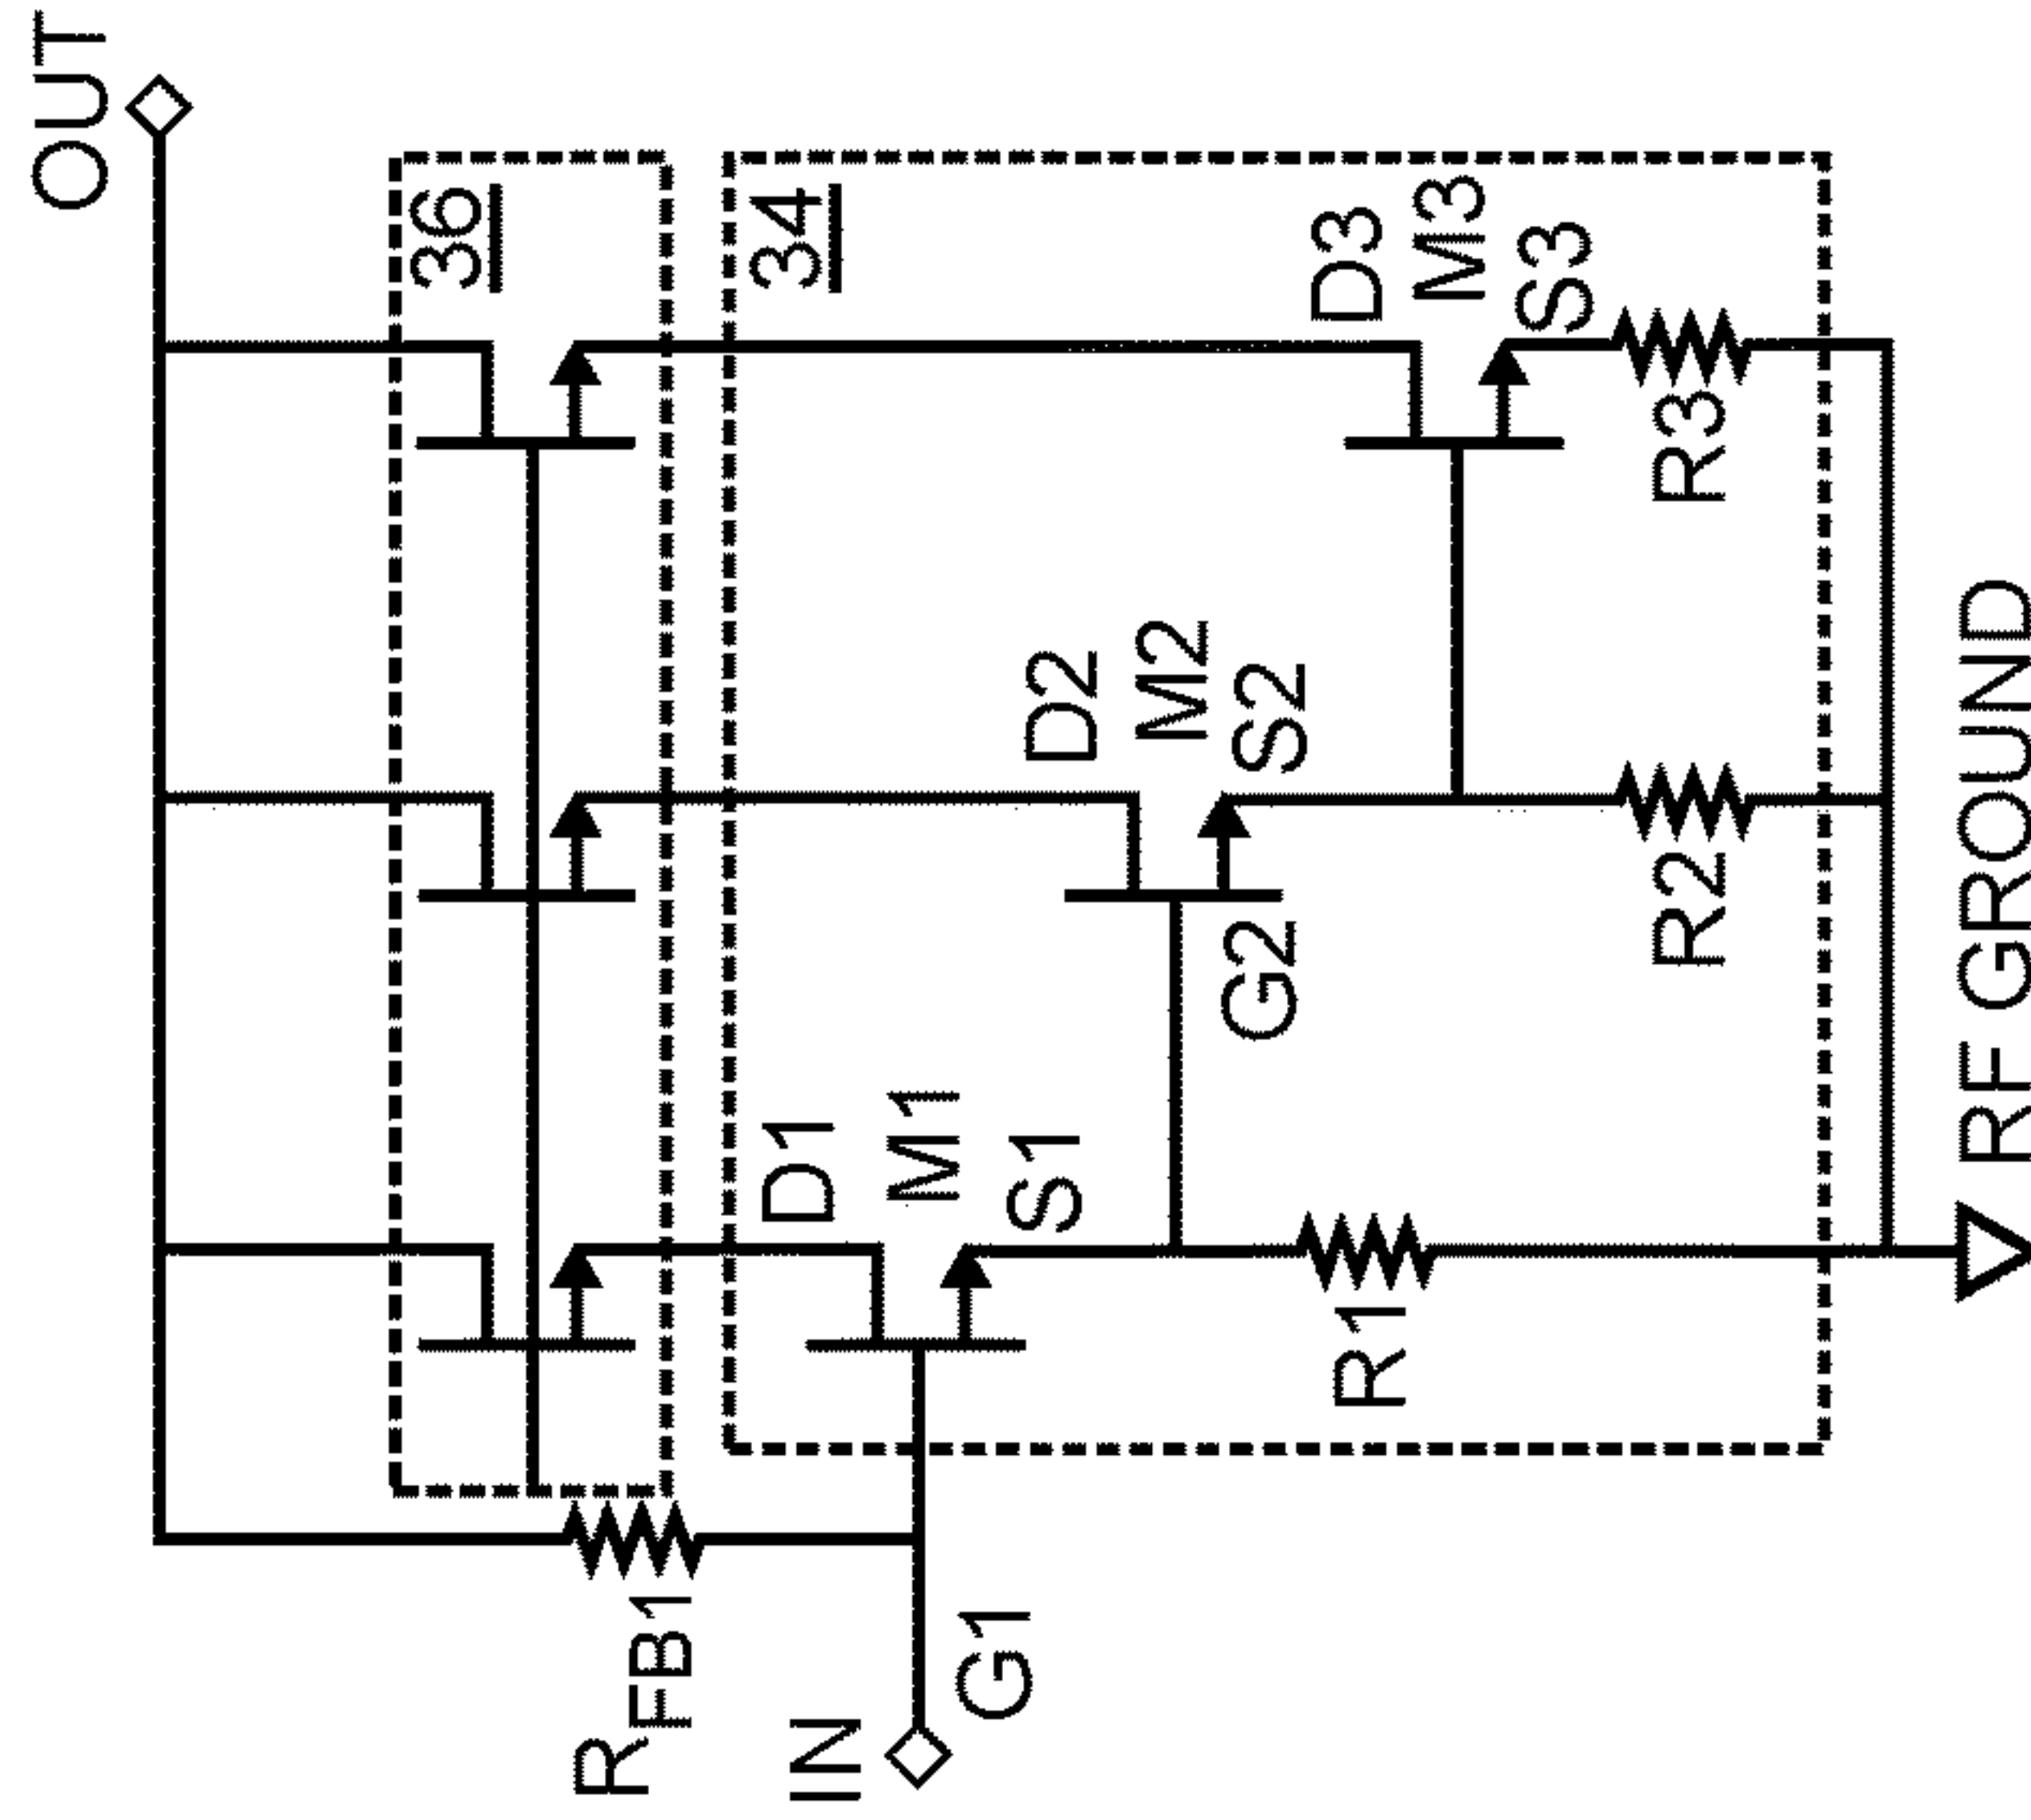 OUT
36
34
D3
M3
S3
R3
D2
M2
S2
G2
R2
D1
M1
S1
R1
RFB1
IN
G1
RF GROUND